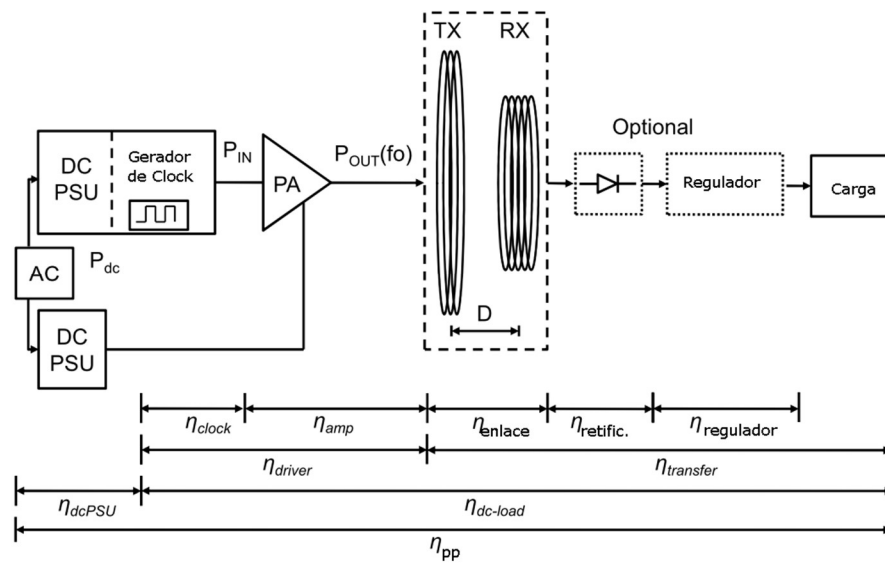 TX
RX
Optional
DC
PSU
Gerador
de Clock
P_IN
PA
P_OUT(fo)
Regulador
Carga
AC
P_dc
DC
PSU
D
η_clock
η_amp
η_enlace
η_retific.
η_regulador
η_driver
η_transfer
η_dcPSU
η_dc-load
η_pp